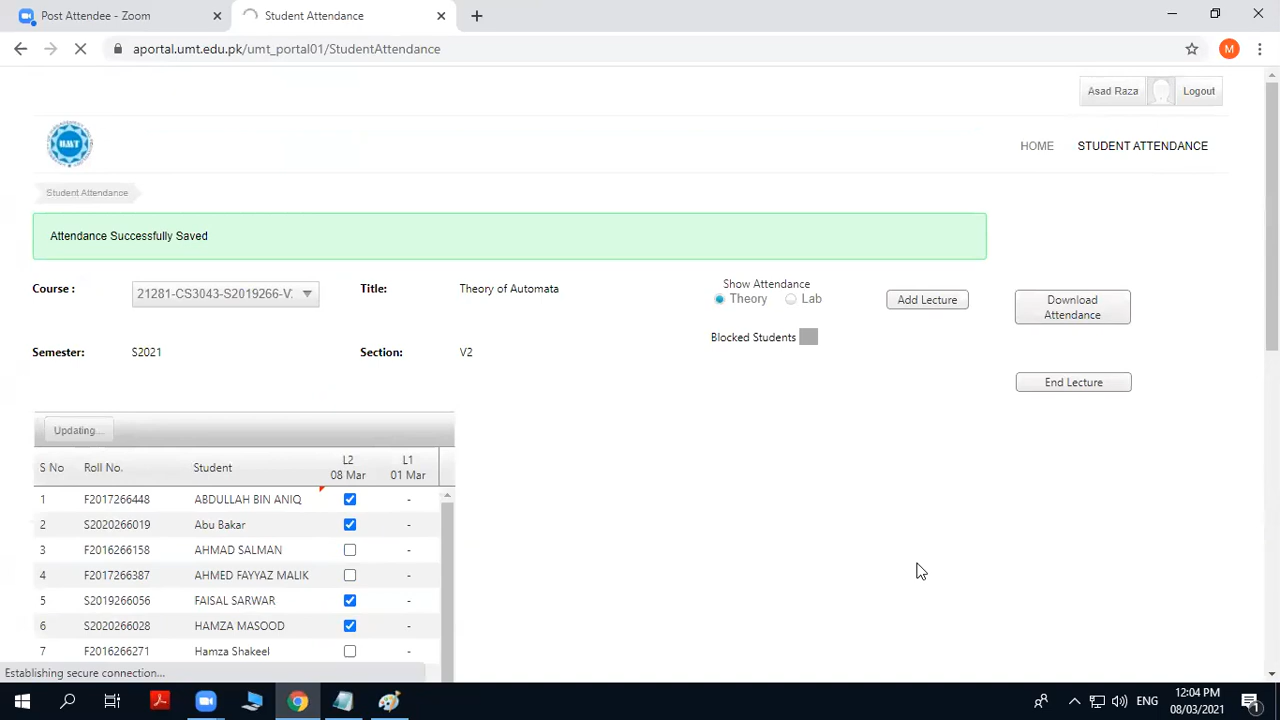 Post Attendee - Zoom
Student Attendance
aportal.umt.edu.pk/umt_portal01/StudentAttendance
M
Asad Raza
Logout
UMT
HOME
STUDENT ATTENDANCE
Student Attendance
Attendance Successfully Saved
Course :
21281-CS3043-S2019266-V:
Title:
Theory of Automata
Show Attendance
Theory
Lab
Add Lecture
Download
Attendance
Blocked Students
Semester:
S2021
Section:
V2
End Lecture
Updating...
S No Roll No. Student L2 08 Mar L1 01 Mar
1 F2017266448 ABDULLAH BIN ANIQ -
2 S2020266019 Abu Bakar -
3 F2016266158 AHMAD SALMAN -
4 F2017266387 AHMED FAYYAZ MALIK -
5 S2019266056 FAISAL SARWAR -
6 S2020266028 HAMZA MASOOD -
7 F2016266271 Hamza Shakeel -
Establishing secure connection...
ENG
12:04 PM
08/03/2021
1